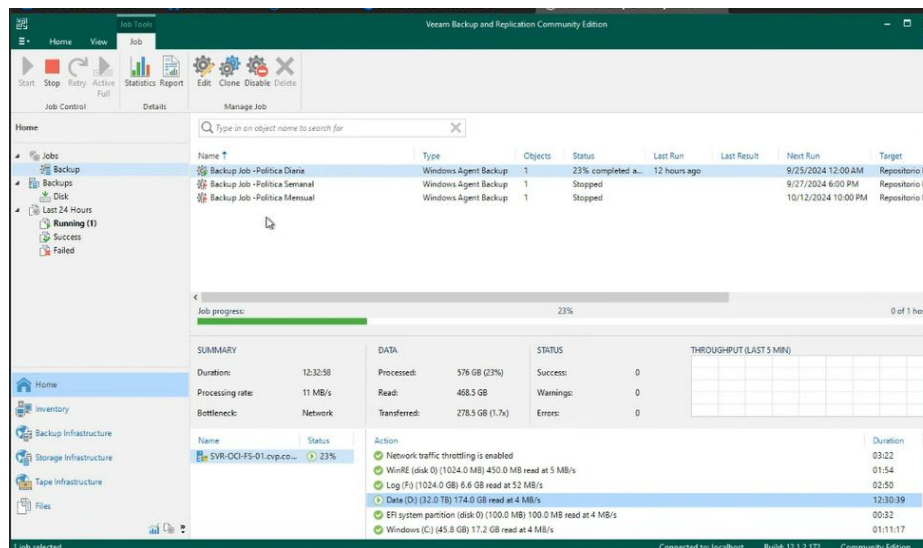 Job Tools
Veeam Backup and Replication Community Edition
Home View Job
Start Stop Retry Active Full Statistics Report Edit Clone Disable Delete
Job Control Details Manage Job
Home
Type in an object name to search for
Jobs
Backup
Backups
Disk
Last 24 Hours
Running (1)
Success
Failed
Name Type Objects Status Last Run Last Result Next Run Target
Backup Job -Politica Diaria Windows Agent Backup 1 23% completed a... 12 hours ago 9/25/2024 12:00 AM Repositorio
Backup Job -Politica Semanal Windows Agent Backup 1 Stopped 9/27/2024 6:00 PM Repositorio
Backup Job -Politica Mensual Windows Agent Backup 1 Stopped 10/12/2024 10:00 PM Repositorio
Job progress: 23% 0 of 1 ho
SUMMARY DATA STATUS THROUGHPUT (LAST 5 MIN)
Duration: 12:32:58 Processed: 576 GB (23%) Success: 0
Processing rate: 11 MB/s Read: 468.5 GB Warnings: 0
Bottleneck: Network Transferred: 278.5 GB (1.7x) Errors: 0
Name Status Action Duration
SVR-OCI-FS-01.cvp.co... 23%
Network traffic throttling is enabled 03:22
WinRE (disk 0) (1024.0 MB) 450.0 MB read at 5 MB/s 01:54
Log (F:) (1024.0 GB) 6.6 GB read at 52 MB/s 02:50
Data (D:) (32.0 TB) 174.0 GB read at 4 MB/s 12:30:39
EFI system partition (disk 0) (100.0 MB) 100.0 MB read at 4 MB/s 00:32
Windows (C:) (45.8 GB) 17.2 GB read at 4 MB/s 01:11:17
Home
Inventory
Backup Infrastructure
Storage Infrastructure
Tape Infrastructure
Files
1 job selected Connected to: localhost Build: 12.1.2.172 Community Edition